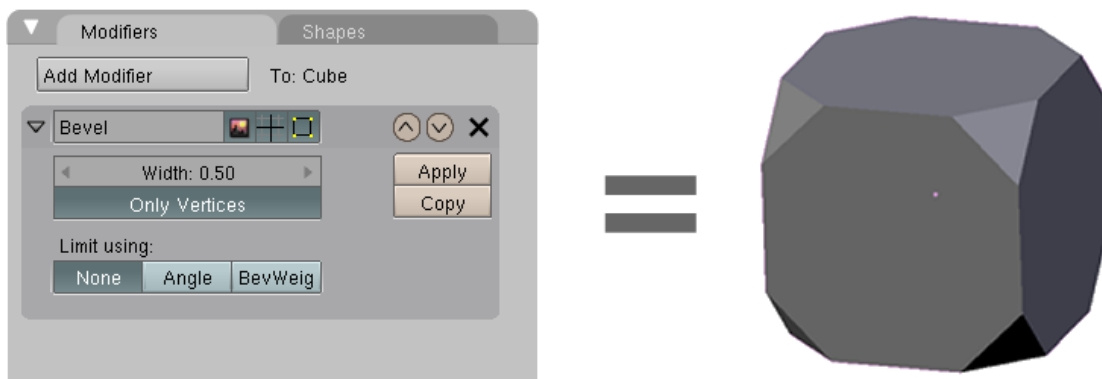 Modifiers Shapes
Add Modifier To: Cube
Bevel
Width: 0.50 Apply
Only Vertices Copy
Limit using:
None Angle BevWeig